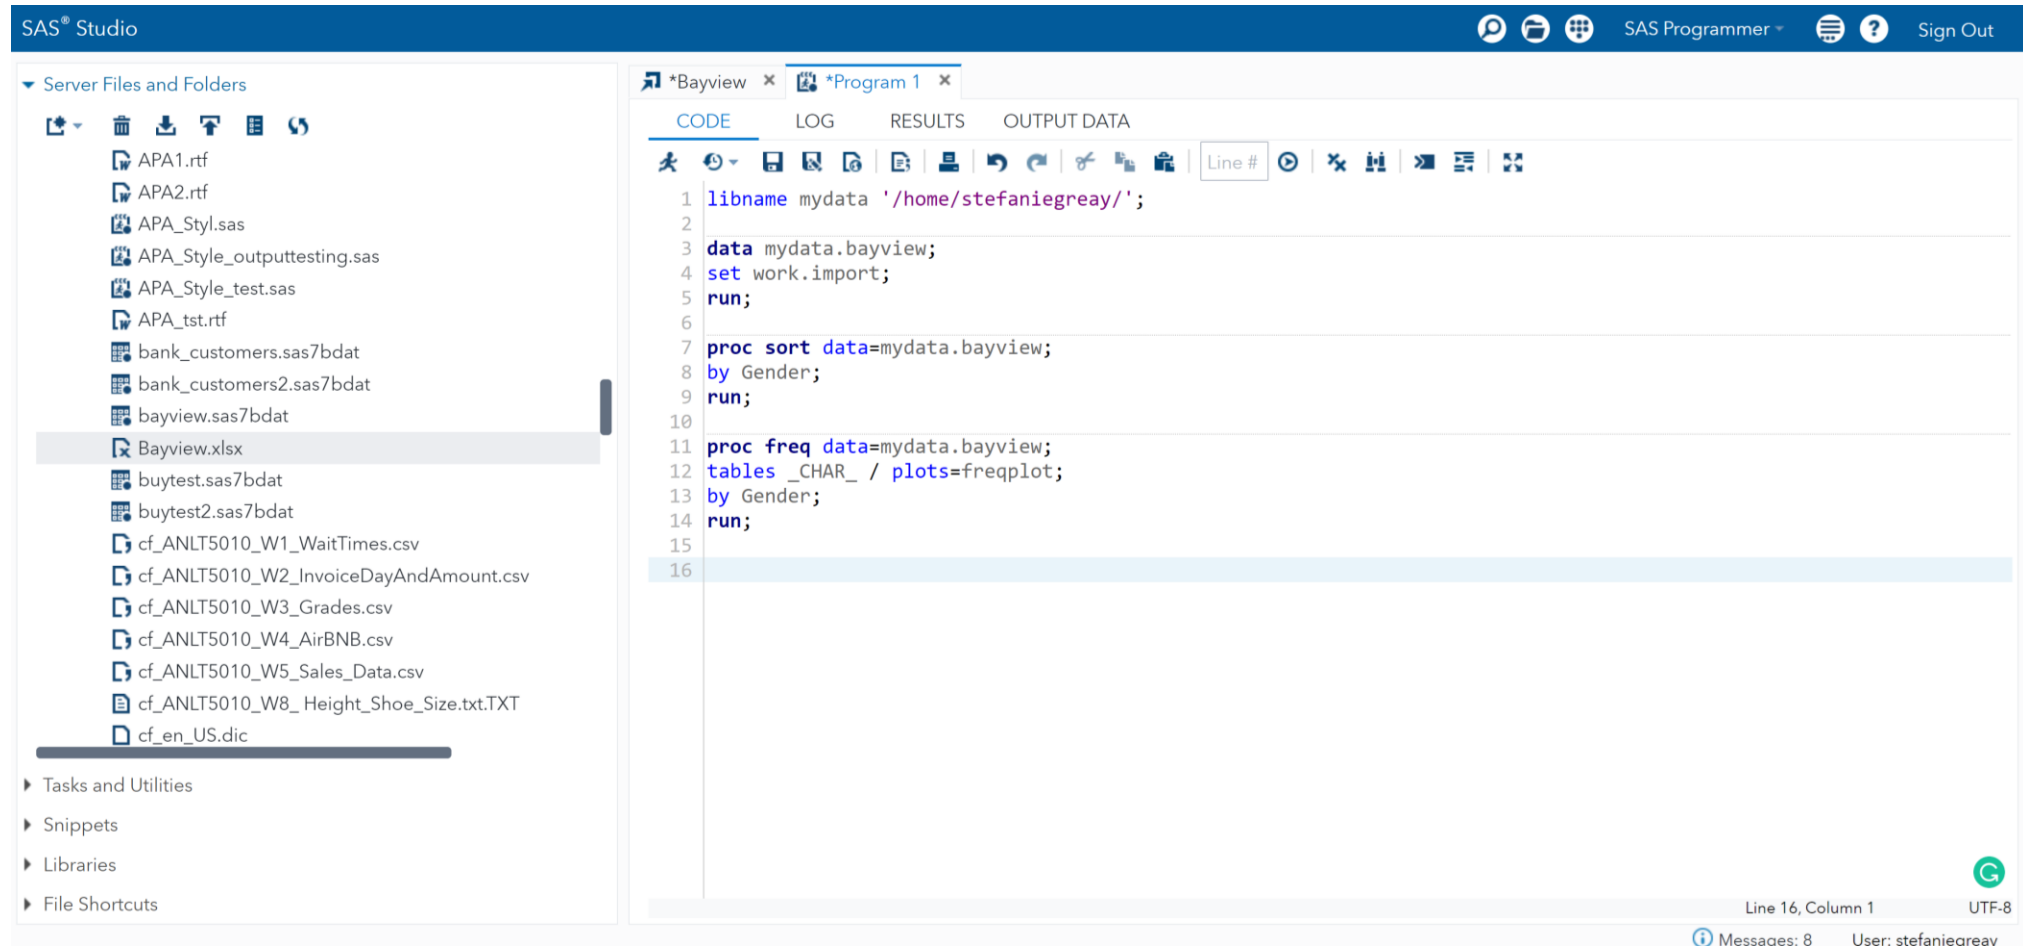 SAS® Studio
SAS Programmer
Sign Out
Server Files and Folders
APA1.rtf
APA2.rtf
APA_Styl.sas
APA_Style_outputtesting.sas
APA_Style_test.sas
APA_tst.rtf
bank_customers.sas7bdat
bank_customers2.sas7bdat
bayview.sas7bdat
Bayview.xlsx
buytest.sas7bdat
buytest2.sas7bdat
cf_ANLT5010_W1_WaitTimes.csv
cf_ANLT5010_W2_InvoiceDayAndAmount.csv
cf_ANLT5010_W3_Grades.csv
cf_ANLT5010_W4_AirBNB.csv
cf_ANLT5010_W5_Sales_Data.csv
cf_ANLT5010_W8_ Height_Shoe_Size.txt.TXT
cf_en_US.dic
Tasks and Utilities
Snippets
Libraries
File Shortcuts
*Bayview × *Program 1 ×
CODE LOG RESULTS OUTPUT DATA
Line #
1 libname mydata '/home/stefaniegreay/';
2
3 data mydata.bayview;
4 set work.import;
5 run;
6
7 proc sort data=mydata.bayview;
8 by Gender;
9 run;
10
11 proc freq data=mydata.bayview;
12 tables _CHAR_ / plots=freqplot;
13 by Gender;
14 run;
15
16
Line 16, Column 1 UTF-8
Messages: 8 User: stefaniegreay